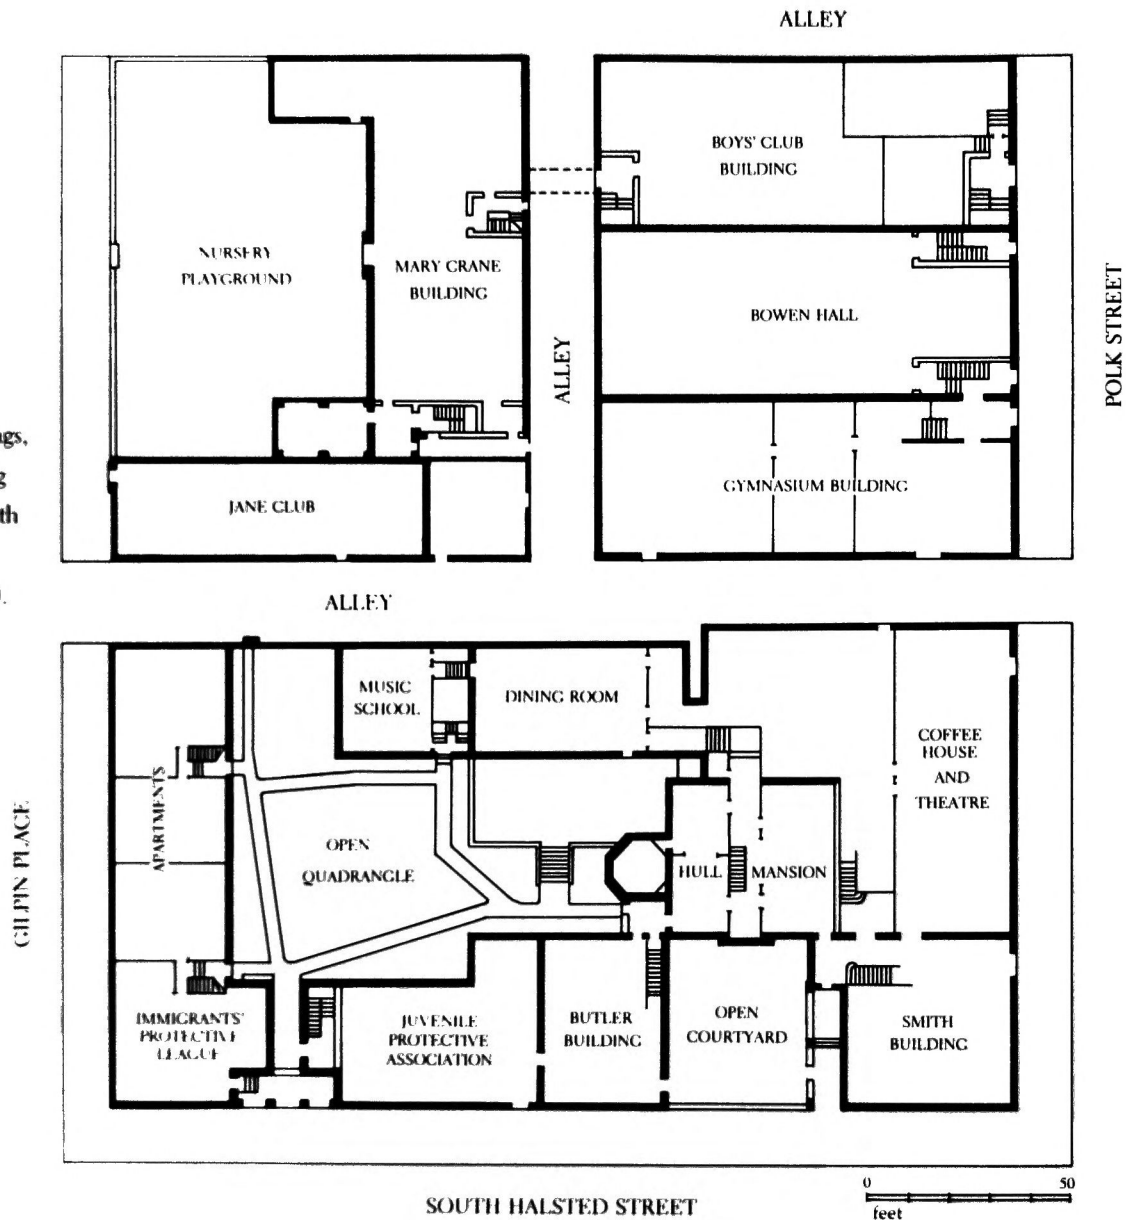 ALLEY
BOYS' CLUB
BUILDING
NURSERY
PLAYGROUND
MARY CRANE
BUILDING
BOWEN HALL
ALLEY
POLK STREET
GYMNASIUM BUILDING
JANE CLUB
ALLEY
MUSIC
SCHOOL
DINING ROOM
COFFEE
HOUSE
AND
THEATRE
APARTMENTS
GILPIN PLACE
OPEN
QUADRANGLE
HULL MANSION
IMMIGRANTS'
PROTECTIVE
LEAGUE
JUVENILE
PROTECTIVE
ASSOCIATION
BUTLER
BUILDING
OPEN
COURTYARD
SMITH
BUILDING
SOUTH HALSTED STREET
0 50
feet